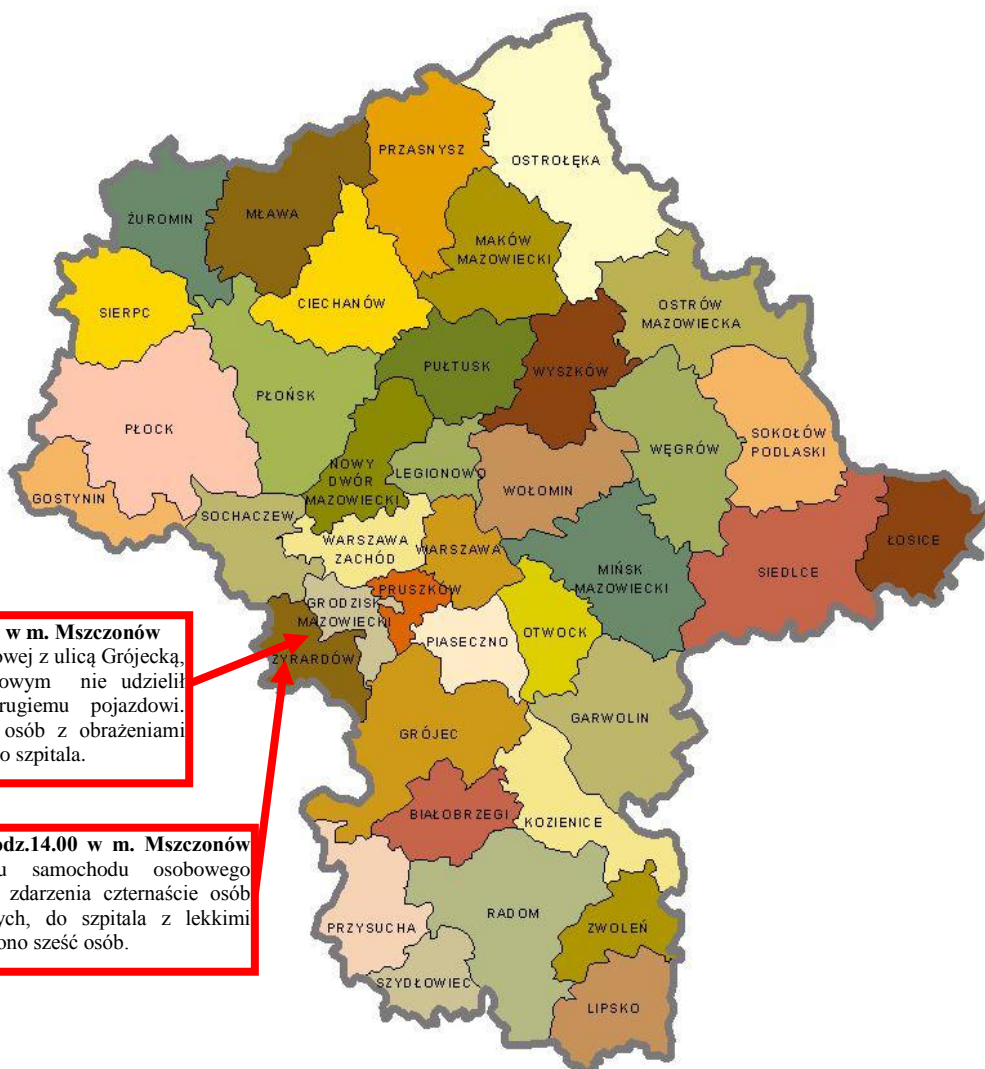 PRZASNYSZ
OSTROŁĘKA
ŻUROMIN
MŁAWA
MAKÓW
MAZOWIECKI
SIERPC
CIECHANÓW
OSTRÓW
MAZOWIECKA
PUŁTUSK
WYSZKÓW
PŁOŃSK
PŁOCK
WĘGRÓW
SOKOŁÓW
PODLASKI
NOWY
DWÓR
MAZOWIECKI
LEGIONOWO
WOŁOMIN
GOSTYNIN
SOCHACZEW
WARSZAWA
ZACHÓD
WARSZAWA
MIŃSK
MAZOWIECKI
SIEDLCE
ŁOSICE
PRUSZKÓW
GRODZISK
MAZOWIECKI
PIASECZNO
OTWOCK
ŻYRARDÓW
GARWOLIN
GRÓJEC
BIAŁOBRZEGI
KOZIENICE
RADOM
PRZYSUCHA
ZWOLEŃ
SZYDŁOWIEC
LIPSKO
w m. Mszczonów
owej z ulicą Grójecką,
owym nie udzielił
rugiemu pojazdowi.
osób z obrażeniami
o szpitala.
odz.14.00 w m. Mszczonów
u samochodu osobowego
zdarzenia czternaście osób
ych, do szpitala z lekkimi
ono sześć osób.